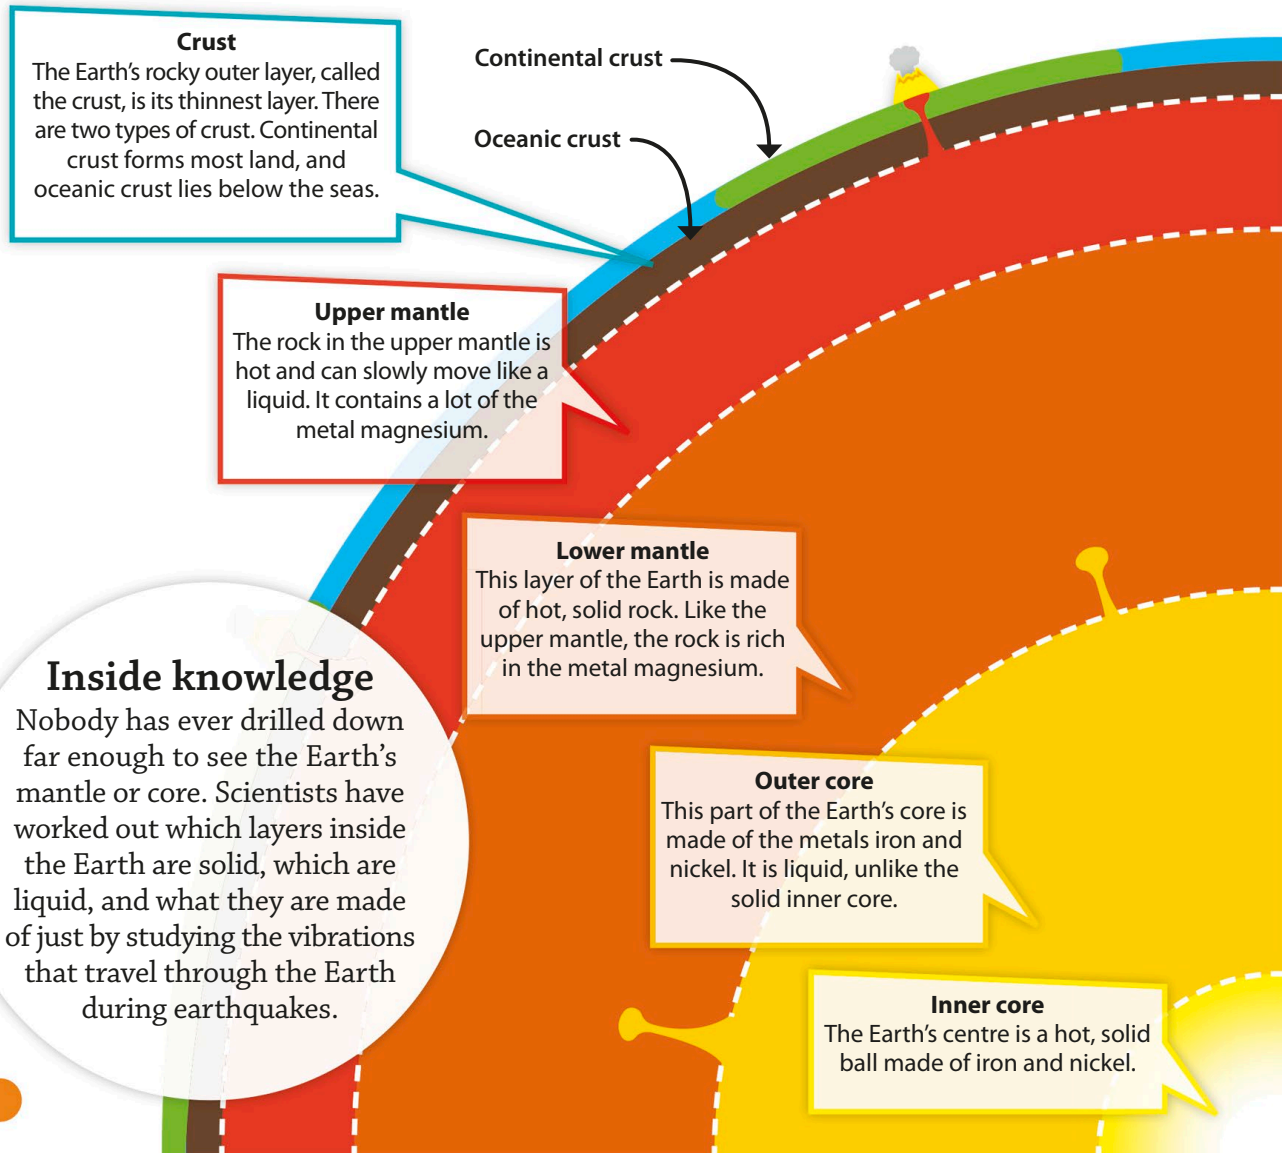 Crust
The Earth's rocky outer layer, called
the crust, is its thinnest layer. There
are two types of crust. Continental
crust forms most land, and
oceanic crust lies below the seas.
Continental crust
Oceanic crust
Upper mantle
The rock in the upper mantle is
hot and can slowly move like a
liquid. It contains a lot of the
metal magnesium.
Lower mantle
This layer of the Earth is made
of hot, solid rock. Like the
upper mantle, the rock is rich
in the metal magnesium.
Inside knowledge
Nobody has ever drilled down
far enough to see the Earth's
mantle or core. Scientists have
worked out which layers inside
the Earth are solid, which are
liquid, and what they are made
of just by studying the vibrations
that travel through the Earth
during earthquakes.
Outer core
This part of the Earth's core is
made of the metals iron and
nickel. It is liquid, unlike the
solid inner core.
Inner core
The Earth's centre is a hot, solid
ball made of iron and nickel.